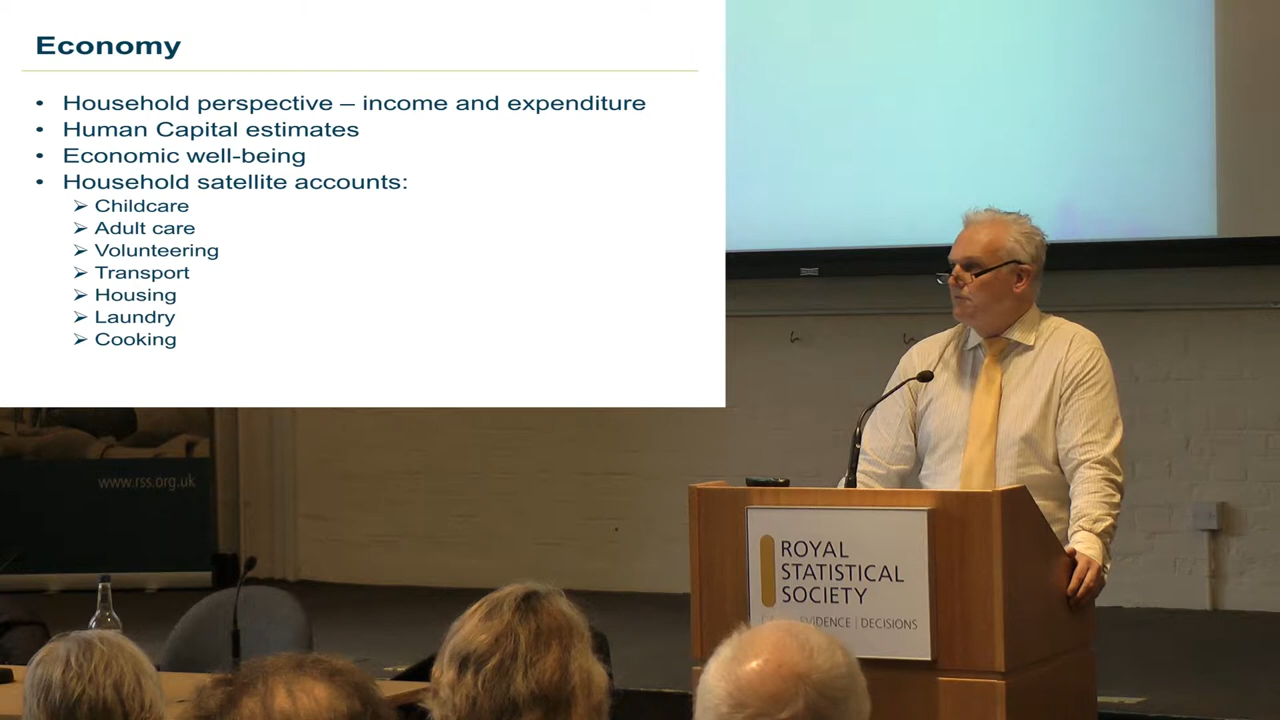 Economy
• Household perspective – income and expenditure
• Human Capital estimates
• Economic well-being
• Household satellite accounts:
➢ Childcare
➢ Adult care
➢ Volunteering
➢ Transport
➢ Housing
➢ Laundry
➢ Cooking
www.rss.org.uk
ROYAL
STATISTICAL
SOCIETY
EVIDENCE | DECISIONS